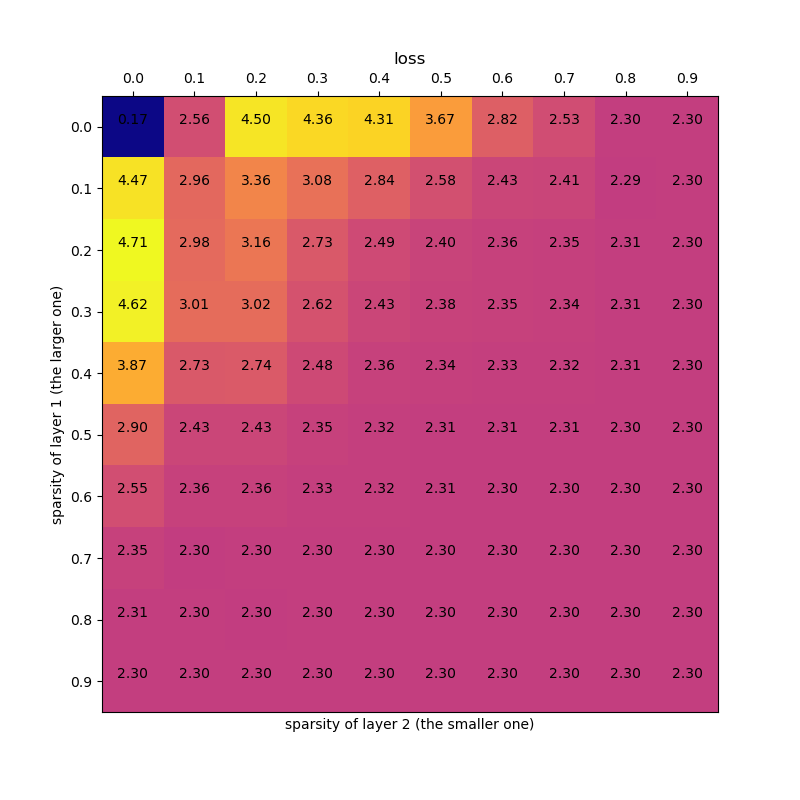 loss
0.0 0.1 0.2 0.3 0.4 0.5 0.6 0.7 0.8 0.9
0.0 0.17 2.56 4.50 4.36 4.31 3.67 2.82 2.53 2.30 2.30
0.1 4.47 2.96 3.36 3.08 2.84 2.58 2.43 2.41 2.29 2.30
0.2 4.71 2.98 3.16 2.73 2.49 2.40 2.36 2.35 2.31 2.30
0.3 4.62 3.01 3.02 2.62 2.43 2.38 2.35 2.34 2.31 2.30
0.4 3.87 2.73 2.74 2.48 2.36 2.34 2.33 2.32 2.31 2.30
0.5 2.90 2.43 2.43 2.35 2.32 2.31 2.31 2.31 2.30 2.30
0.6 2.55 2.36 2.36 2.33 2.32 2.31 2.30 2.30 2.30 2.30
0.7 2.35 2.30 2.30 2.30 2.30 2.30 2.30 2.30 2.30 2.30
0.8 2.31 2.30 2.30 2.30 2.30 2.30 2.30 2.30 2.30 2.30
0.9 2.30 2.30 2.30 2.30 2.30 2.30 2.30 2.30 2.30 2.30
sparsity of layer 1 (the larger one)
sparsity of layer 2 (the smaller one)